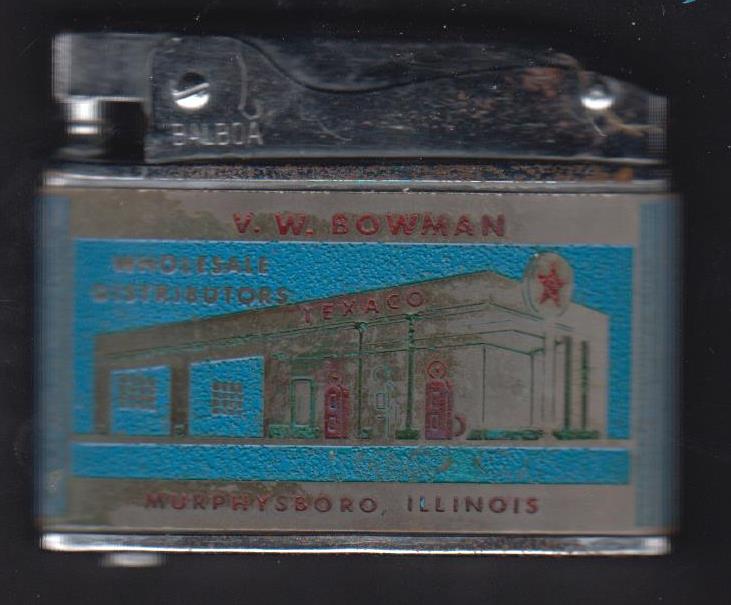 BALBOA
V. W. BOWMAN
WHOLESALE
DISTRIBUTORS
TEXACO
MURPHYSBORO, ILLINOIS